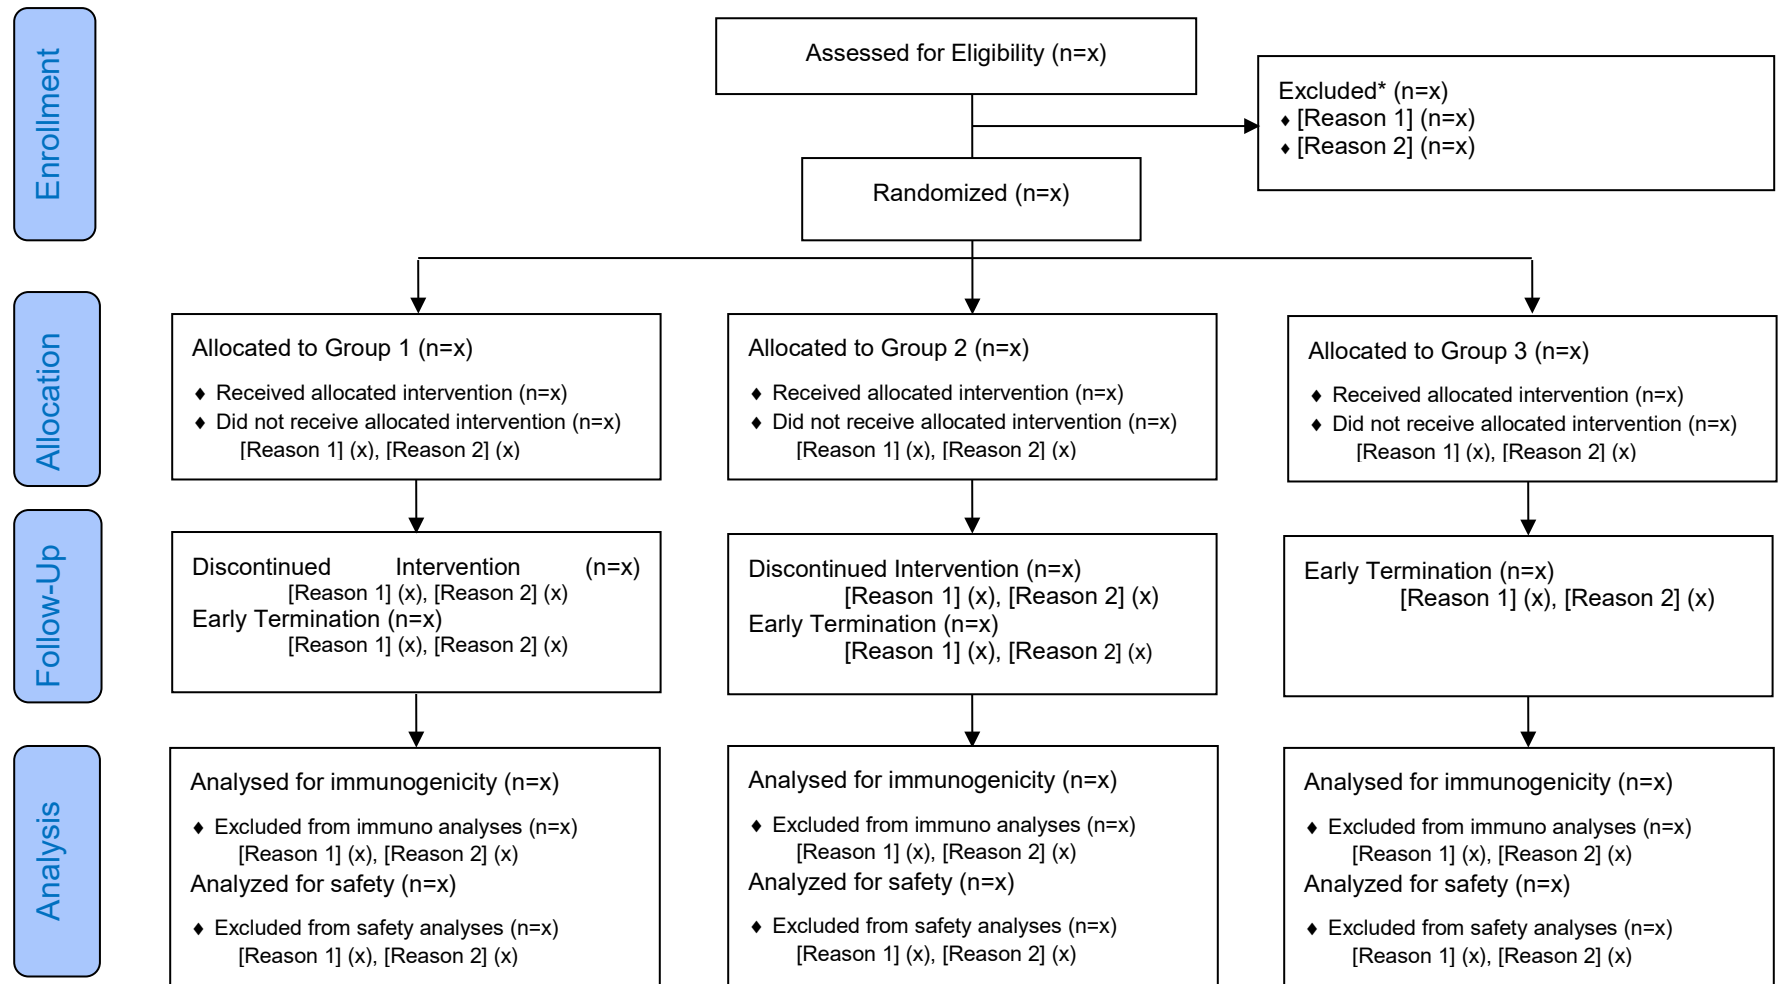 Enrollment
Assessed for Eligibility (n=x)
Excluded* (n=x)
♦ [Reason 1] (n=x)
♦ [Reason 2] (n=x)
Randomized (n=x)
Allocation
Allocated to Group 1 (n=x)
♦ Received allocated intervention (n=x)
♦ Did not receive allocated intervention (n=x)
[Reason 1] (x), [Reason 2] (x)
Allocated to Group 2 (n=x)
♦ Received allocated intervention (n=x)
♦ Did not receive allocated intervention (n=x)
[Reason 1] (x), [Reason 2] (x)
Allocated to Group 3 (n=x)
♦ Received allocated intervention (n=x)
♦ Did not receive allocated intervention (n=x)
[Reason 1] (x), [Reason 2] (x)
Follow-Up
Discontinued Intervention (n=x)
[Reason 1] (x), [Reason 2] (x)
Early Termination (n=x)
[Reason 1] (x), [Reason 2] (x)
Discontinued Intervention (n=x)
[Reason 1] (x), [Reason 2] (x)
Early Termination (n=x)
[Reason 1] (x), [Reason 2] (x)
Early Termination (n=x)
[Reason 1] (x), [Reason 2] (x)
Analysis
Analysed for immunogenicity (n=x)
♦ Excluded from immuno analyses (n=x)
[Reason 1] (x), [Reason 2] (x)
Analyzed for safety (n=x)
♦ Excluded from safety analyses (n=x)
[Reason 1] (x), [Reason 2] (x)
Analysed for immunogenicity (n=x)
♦ Excluded from immuno analyses (n=x)
[Reason 1] (x), [Reason 2] (x)
Analyzed for safety (n=x)
♦ Excluded from safety analyses (n=x)
[Reason 1] (x), [Reason 2] (x)
Analysed for immunogenicity (n=x)
♦ Excluded from immuno analyses (n=x)
[Reason 1] (x), [Reason 2] (x)
Analyzed for safety (n=x)
♦ Excluded from safety analyses (n=x)
[Reason 1] (x), [Reason 2] (x)